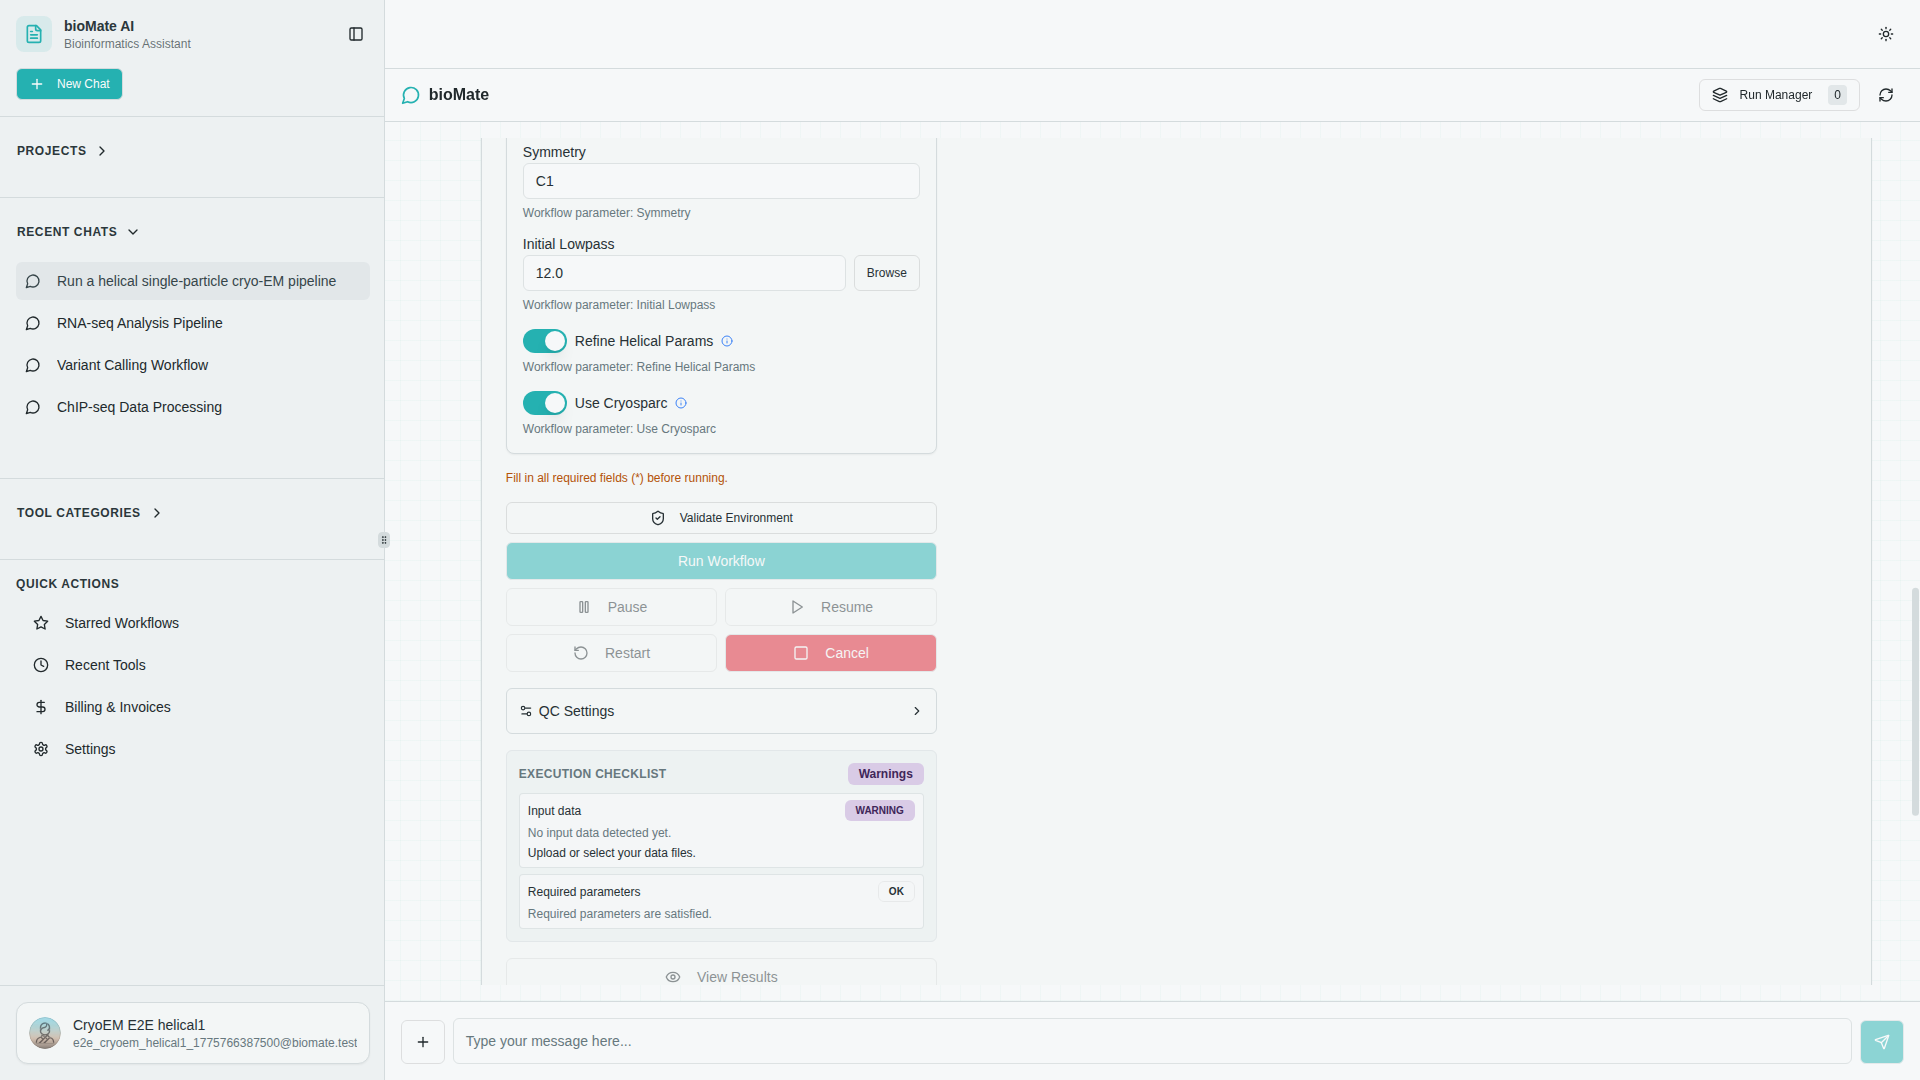 bioMate AI
Bioinformatics Assistant
New Chat
PROJECTS
RECENT CHATS
Run a helical single-particle cryo-EM pipeline
RNA-seq Analysis Pipeline
Variant Calling Workflow
ChIP-seq Data Processing
TOOL CATEGORIES
QUICK ACTIONS
Starred Workflows
Recent Tools
Billing & Invoices
Settings
CryoEM E2E helical1
e2e_cryoem_helical1_1775766387500@biomate.test
bioMate
Run Manager 0
Symmetry
C1
Workflow parameter: Symmetry
Initial Lowpass
12.0 Browse
Workflow parameter: Initial Lowpass
Refine Helical Params
Workflow parameter: Refine Helical Params
Use Cryosparc
Workflow parameter: Use Cryosparc
Fill in all required fields (*) before running.
Validate Environment
Run Workflow
Pause Resume
Restart Cancel
QC Settings
EXECUTION CHECKLIST Warnings
Input data WARNING
No input data detected yet.
Upload or select your data files.
Required parameters OK
Required parameters are satisfied.
View Results
Type your message here...